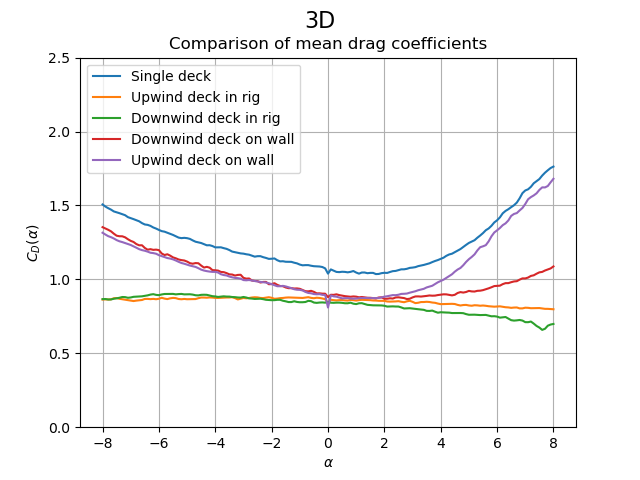 3D
Comparison of mean drag coefficients
2.5
2.0
1.5
1.0
0.5
0.0
C_D(α)
Single deck
Upwind deck in rig
Downwind deck in rig
Downwind deck on wall
Upwind deck on wall
−8 −6 −4 −2 0 2 4 6 8
α